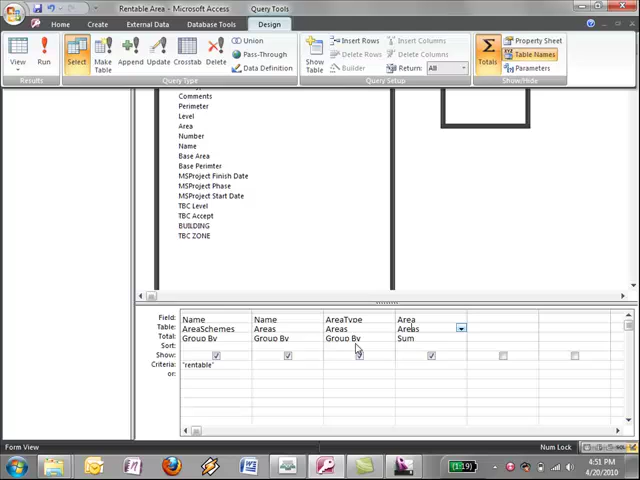 Rentable Area - Microsoft Access
Query Tools
Home
Create
External Data
Database Tools
Design
View
Run
Results
Select
Make Table
Append
Update
Crosstab
Delete
Union
Pass-Through
Data Definition
Query Type
Show Table
Insert Rows
Delete Rows
Builder
Insert Columns
Delete Columns
Return: All
Query Setup
Σ
Totals
Property Sheet
Table Names
Parameters
Show/Hide
Comments
Perimeter
Level
Area
Number
Name
Base Area
Base Perimter
MSProject Finish Date
MSProject Phase
MSProject Start Date
TBC Level
TBC Accept
BUILDING
TBC ZONE
Field: Name Name AreaType Area
Table: AreaSchemes Areas Areas Areas
Total: Group By Group By Group By Sum
Sort:
Show:
Criteria: "rentable"
or:
Form View
Num Lock
(1:19)
4:51 PM
4/20/2010